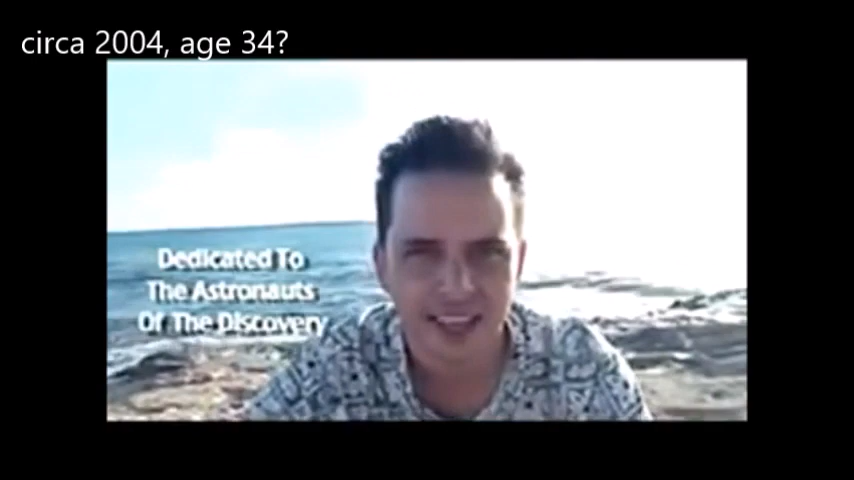 circa 2004, age 34?
Dedicated To
The Astronauts
Of The Discovery